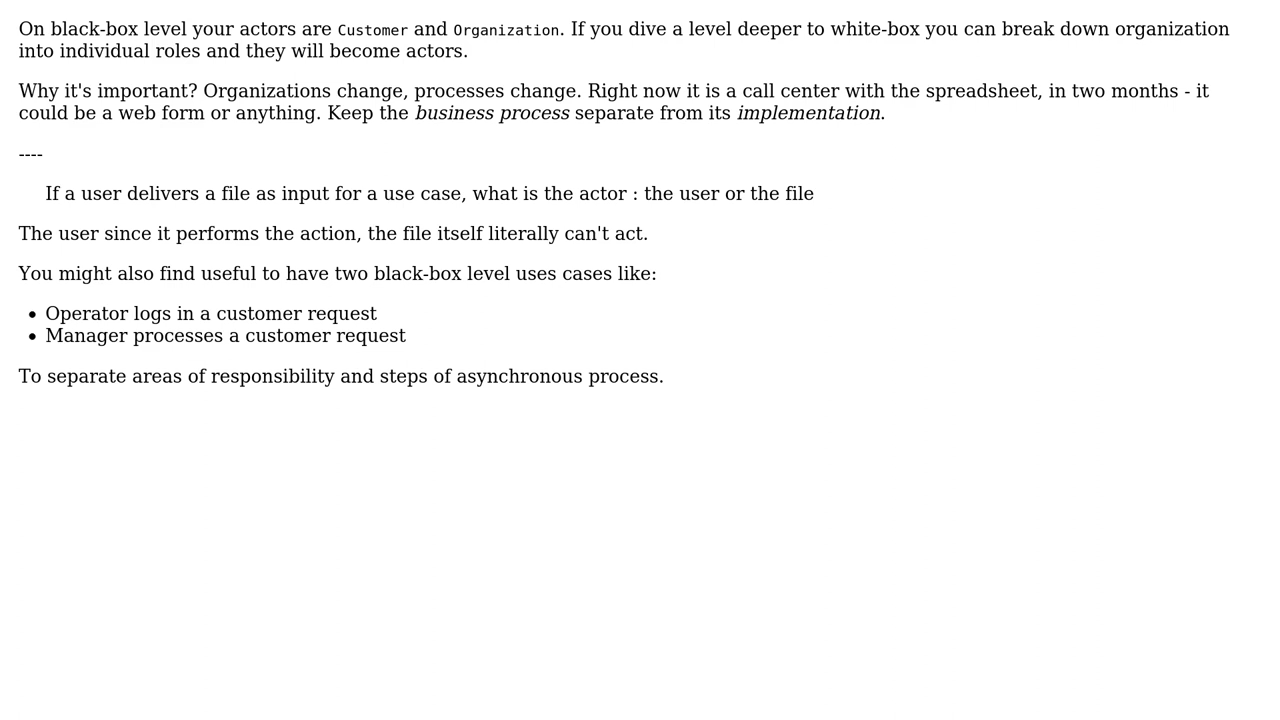 On black-box level your actors are Customer and Organization. If you dive a level deeper to white-box you can break down organization
into individual roles and they will become actors.
Why it's important? Organizations change, processes change. Right now it is a call center with the spreadsheet, in two months - it
could be a web form or anything. Keep the business process separate from its implementation.
----
If a user delivers a file as input for a use case, what is the actor : the user or the file
The user since it performs the action, the file itself literally can't act.
You might also find useful to have two black-box level uses cases like:
• Operator logs in a customer request
• Manager processes a customer request
To separate areas of responsibility and steps of asynchronous process.